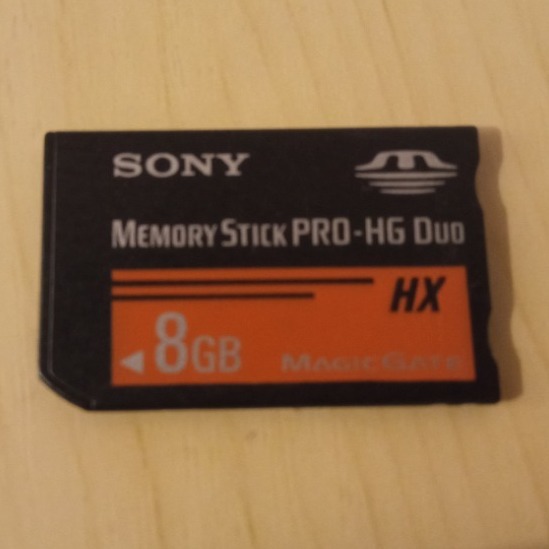 SONY
MEMORY STICK PRO-HG DUO
HX
8GB
MAGICGATE